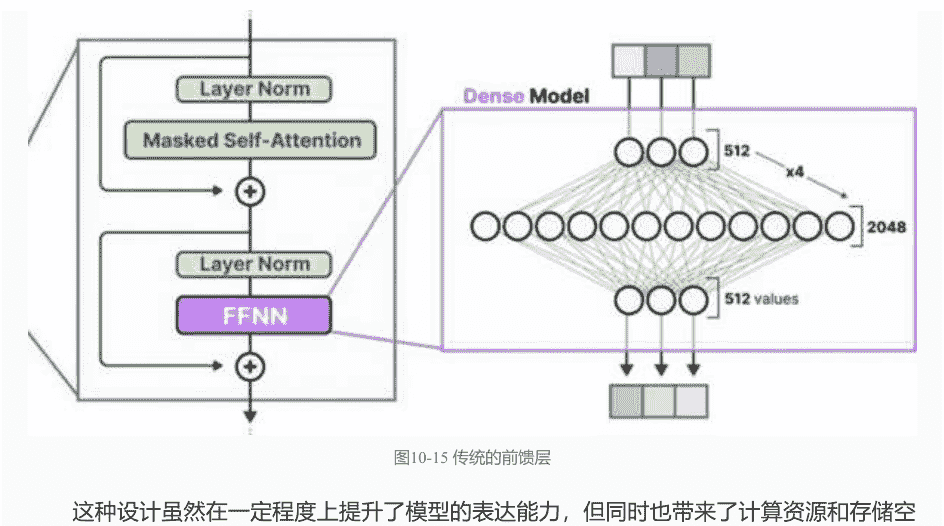 Layer Norm
Masked Self-Attention
+
Layer Norm
FFNN
+
Dense Model
512
x4
2048
512 values
图10-15 传统的前馈层
这种设计虽然在一定程度上提升了模型的表达能力，但同时也带来了计算资源和存储空